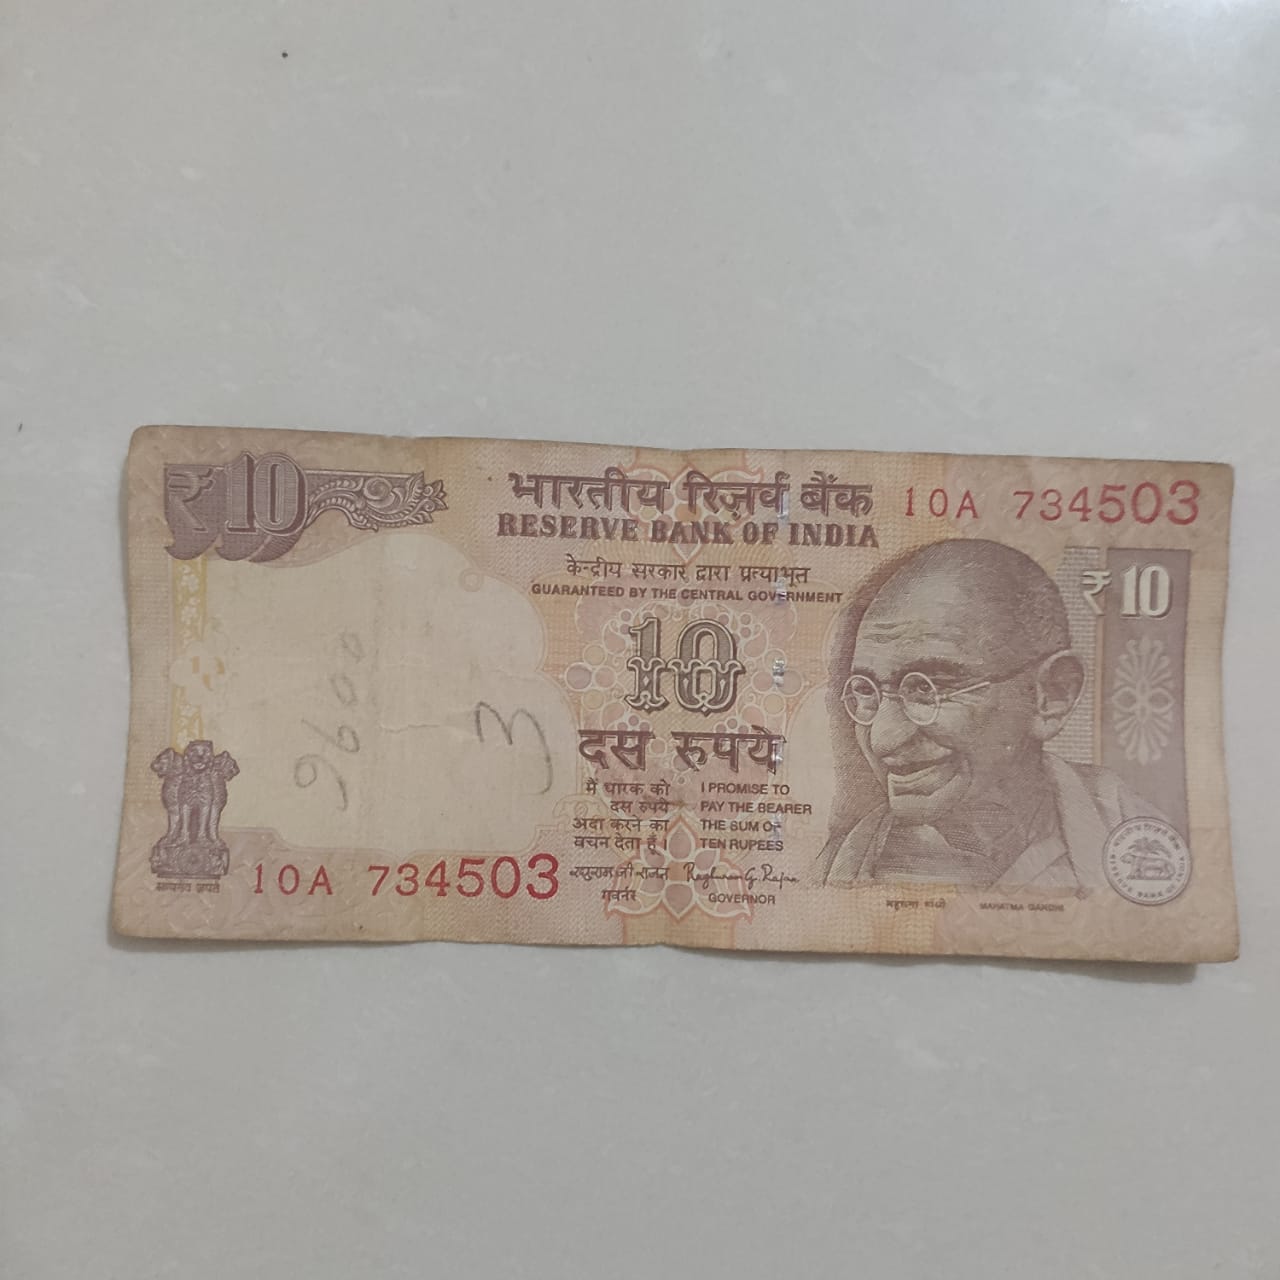 ₹10
भारतीय रिज़र्व बैंक
RESERVE BANK OF INDIA
10A 734503
केन्द्रीय सरकार द्वारा प्रत्याभूत
GUARANTEED BY THE CENTRAL GOVERNMENT
₹10
10
9600
3
दस रुपये
मैं धारक को
दस रुपये
अदा करने का
वचन देता हूँ।
I PROMISE TO
PAY THE BEARER
THE SUM OF
TEN RUPEES
सत्यमेव जयते
10A 734503
रघुराम जी राजन
गवर्नर
Raghuram G. Rajan
GOVERNOR
महात्मा गांधी
MAHATMA GANDHI
भारतीय रिज़र्व बैंक
RESERVE BANK OF INDIA